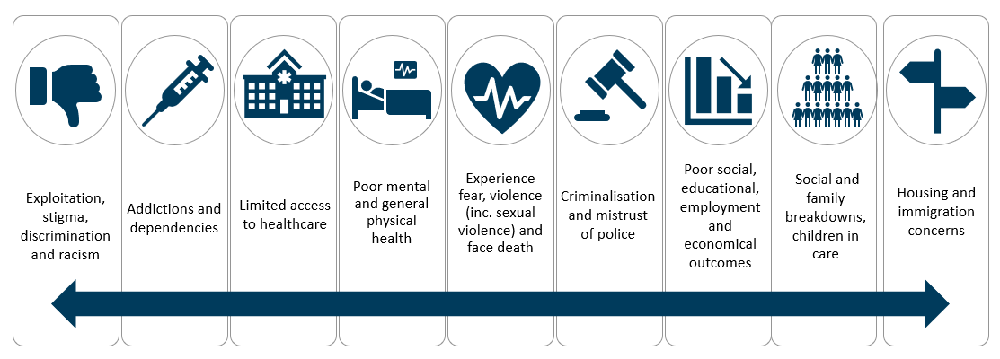 Exploitation,
stigma,
discrimination
and racism
Addictions and
dependencies
Limited access
to healthcare
Poor mental
and general
physical
health
Experience
fear, violence
(inc. sexual
violence) and
face death
Criminalisation
and mistrust
of police
Poor social,
educational,
employment
and
economical
outcomes
Social and
family
breakdowns,
children in
care
Housing and
immigration
concerns